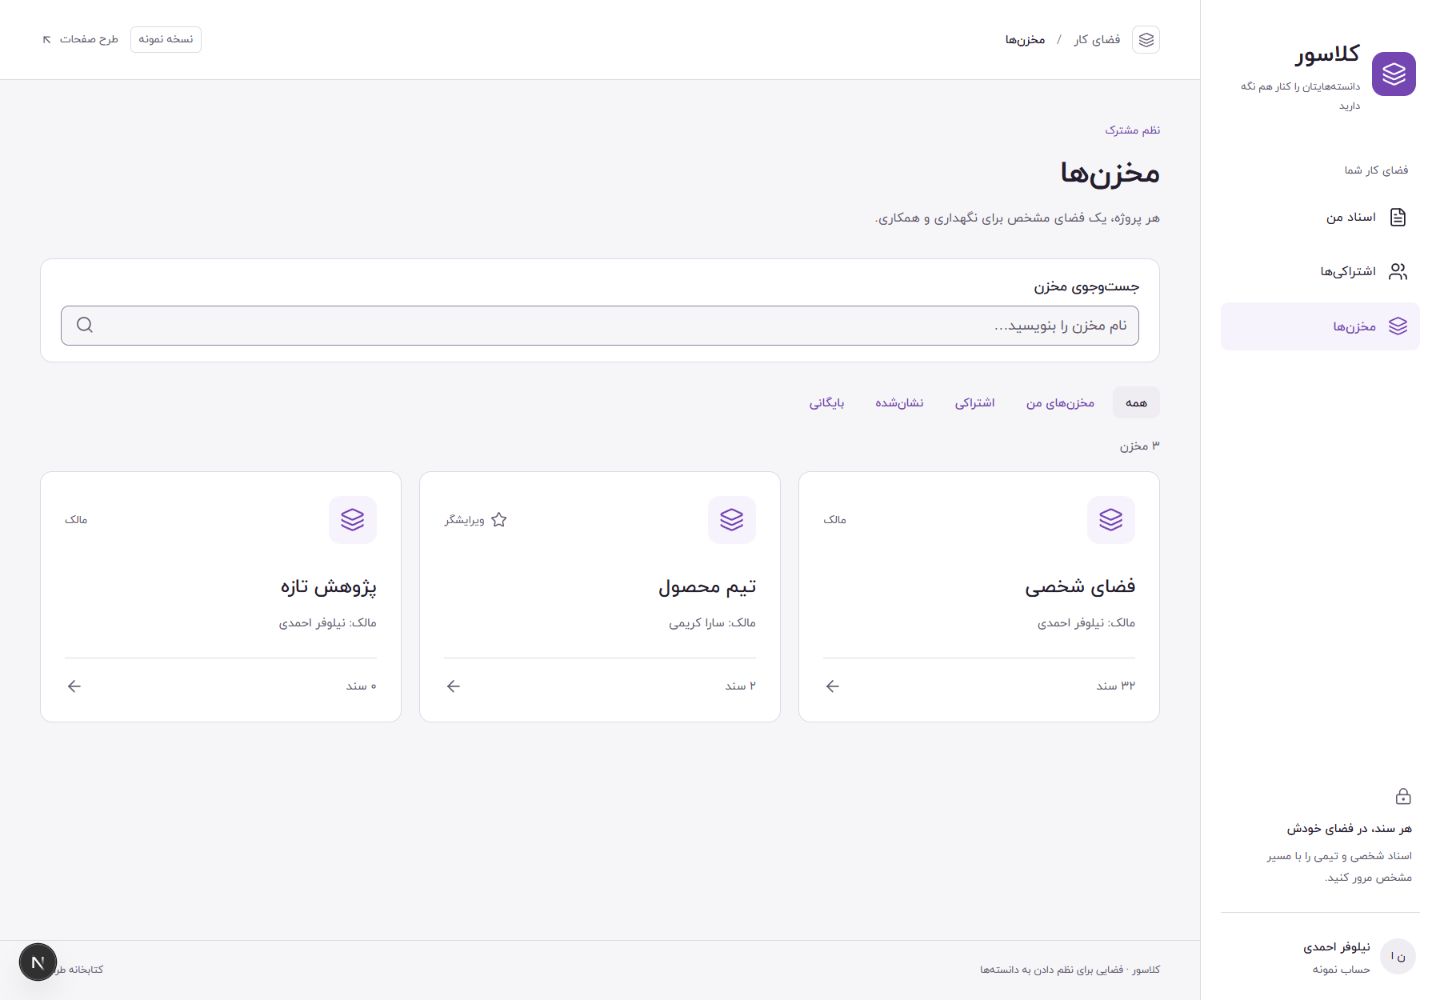 کلاسور
دانسته‌هایتان را کنار هم نگه
دارید
فضای کار شما
اسناد من
اشتراکی‌ها
مخزن‌ها
هر سند، در فضای خودش
اسناد شخصی و تیمی را با مسیر
مشخص مرور کنید.
ن ا
نیلوفر احمدی
حساب نمونه
فضای کار / مخزن‌ها
نسخه نمونه
طرح صفحات
نظم مشترک
مخزن‌ها
هر پروژه، یک فضای مشخص برای نگهداری و همکاری.
جست‌وجوی مخزن
نام مخزن را بنویسید...
همه
مخزن‌های من
اشتراکی
نشان‌شده
بایگانی
۳ مخزن
مالک
فضای شخصی
مالک: نیلوفر احمدی
۳۲ سند
ویرایشگر
تیم محصول
مالک: سارا کریمی
۲ سند
مالک
پژوهش تازه
مالک: نیلوفر احمدی
۰ سند
کلاسور · فضایی برای نظم دادن به دانسته‌ها
کتابخانه
N